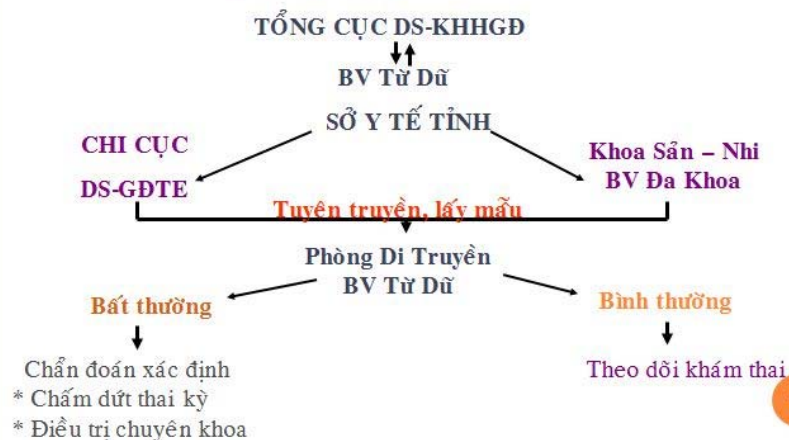 TỔNG CỤC DS-KHHGĐ
BV Từ Dũ
SỞ Y TẾ TỈNH
CHI CỤC
DS-GĐTE
Khoa Sản – Nhi
BV Đa Khoa
Tuyên truyền, lấy mẫu
Phòng Di Truyền
BV Từ Dũ
Bất thường
Bình thường
Chẩn đoán xác định
* Chấm dứt thai kỳ
* Điều trị chuyên khoa
Theo dõi khám thai